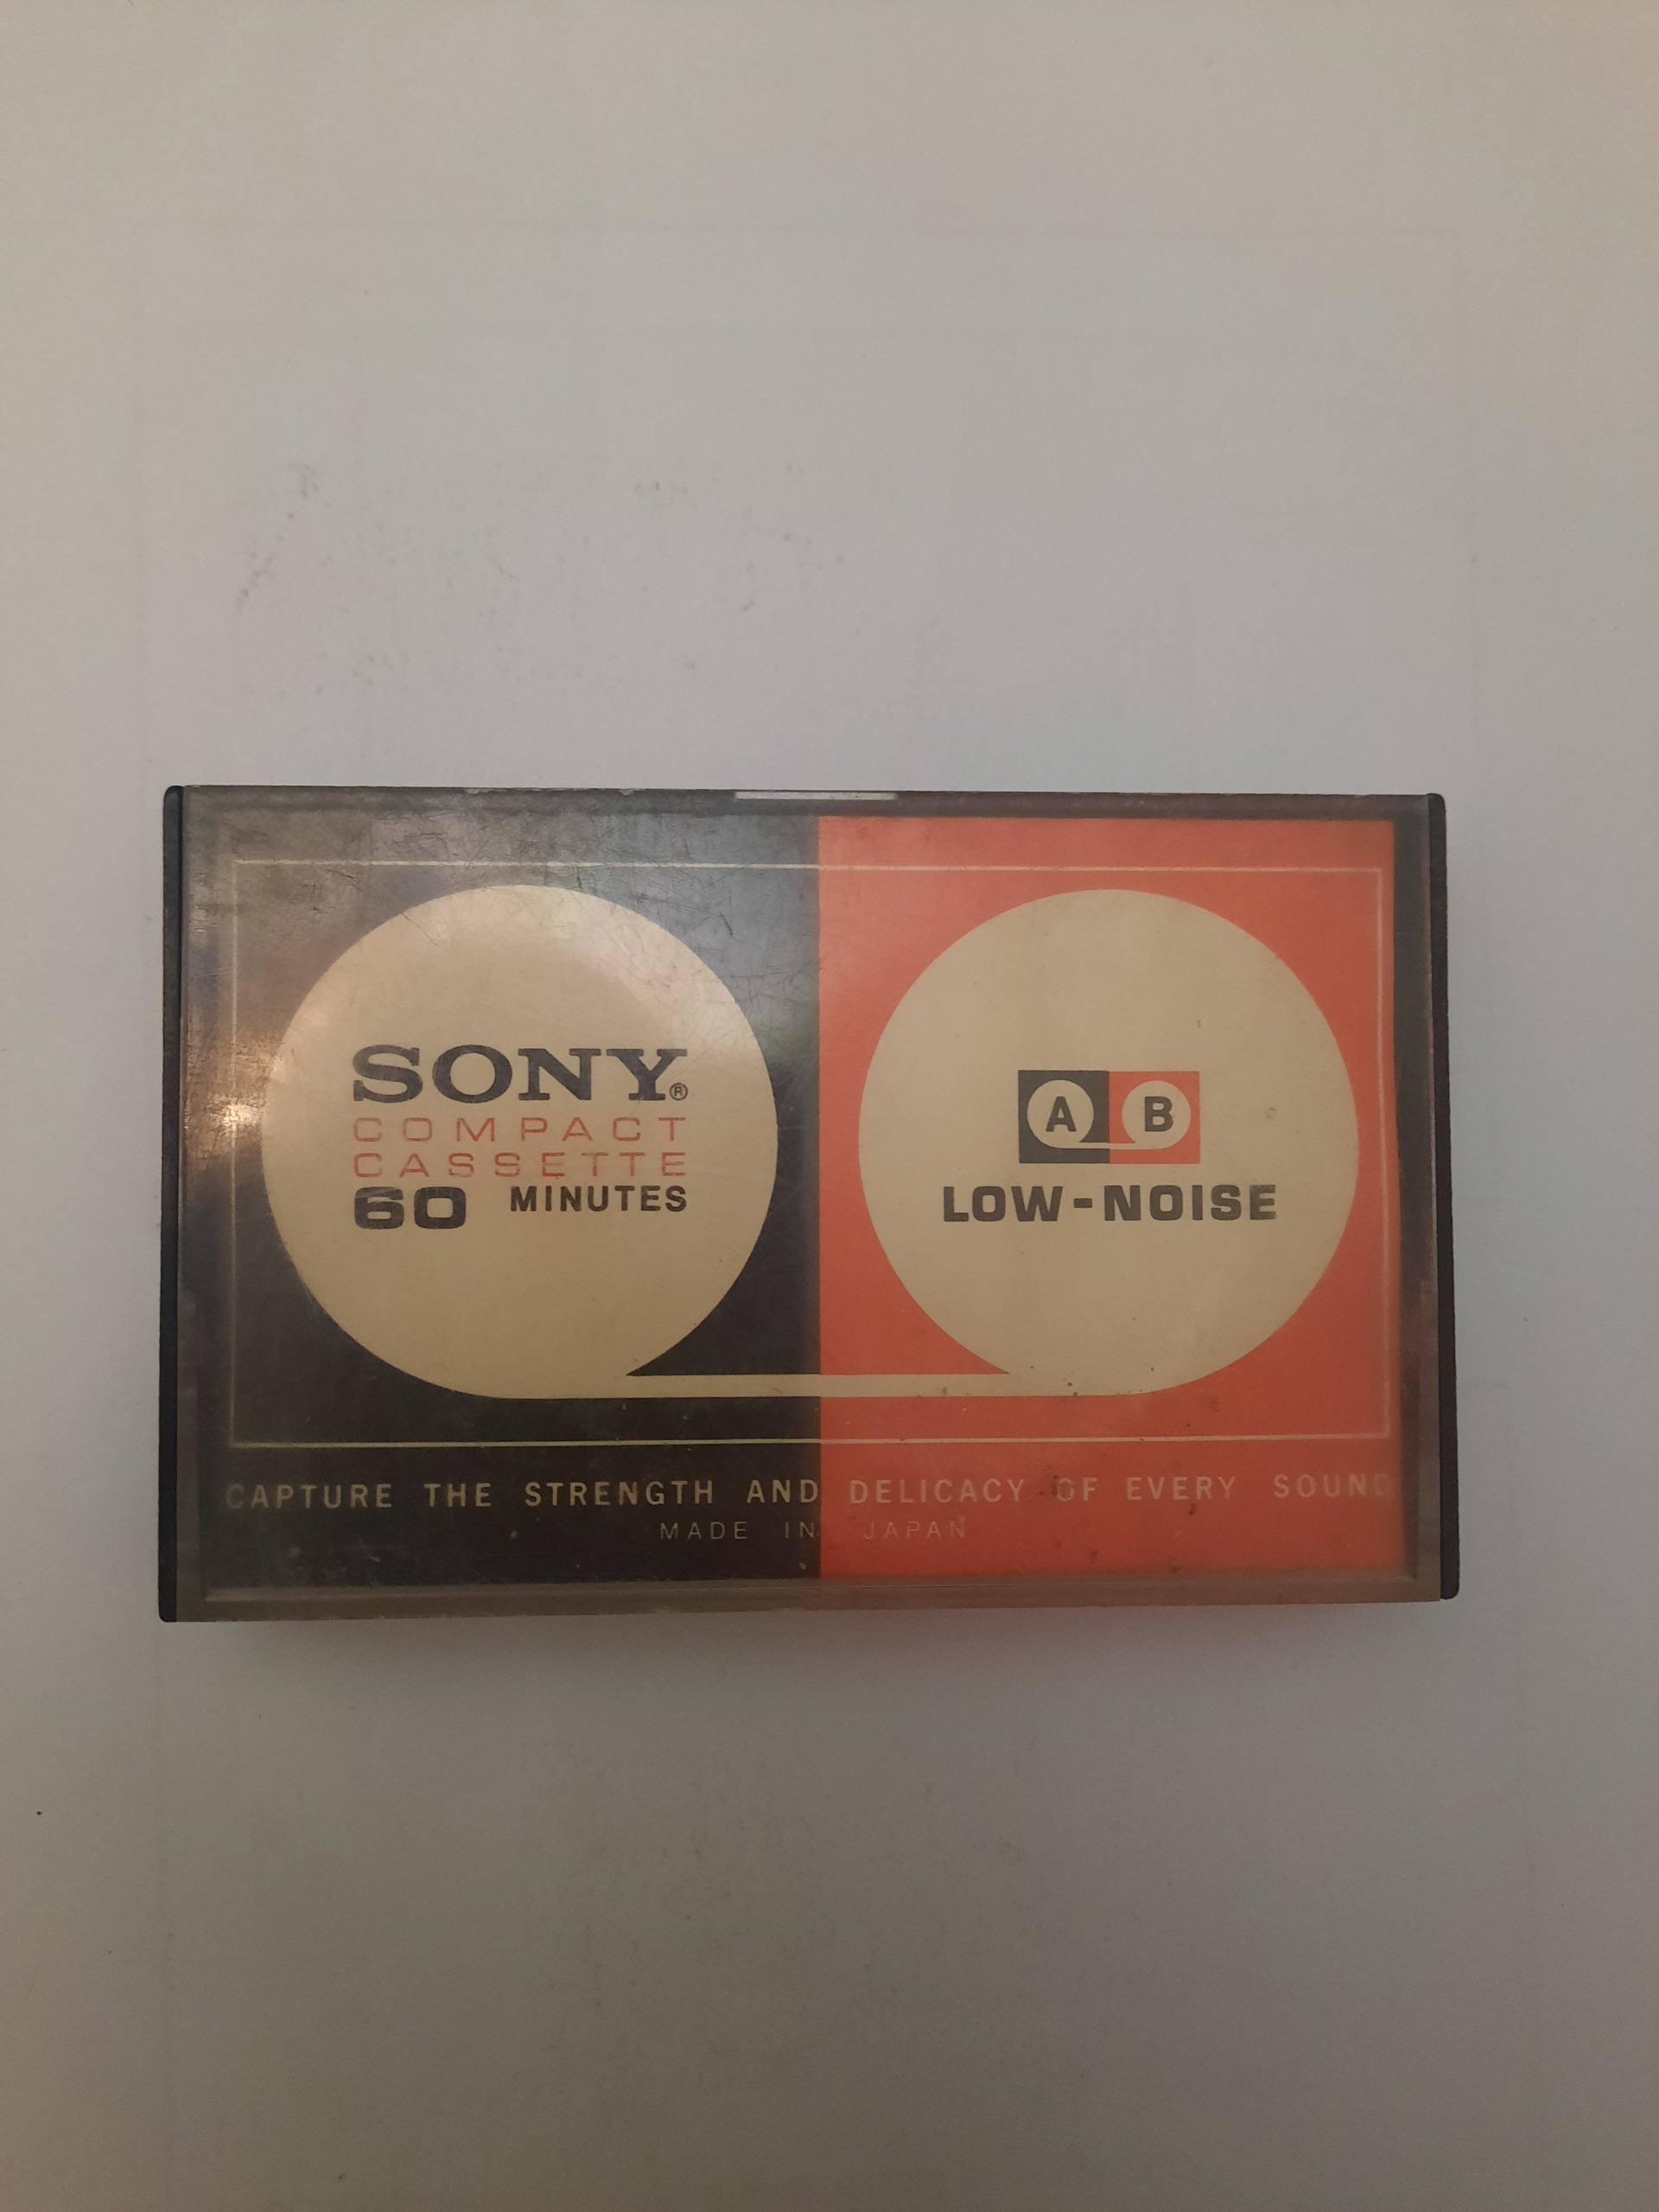 SONY®
COMPACT
CASSETTE
60 MINUTES
A B
LOW-NOISE
CAPTURE THE STRENGTH AND DELICACY OF EVERY SOUND
MADE IN JAPAN